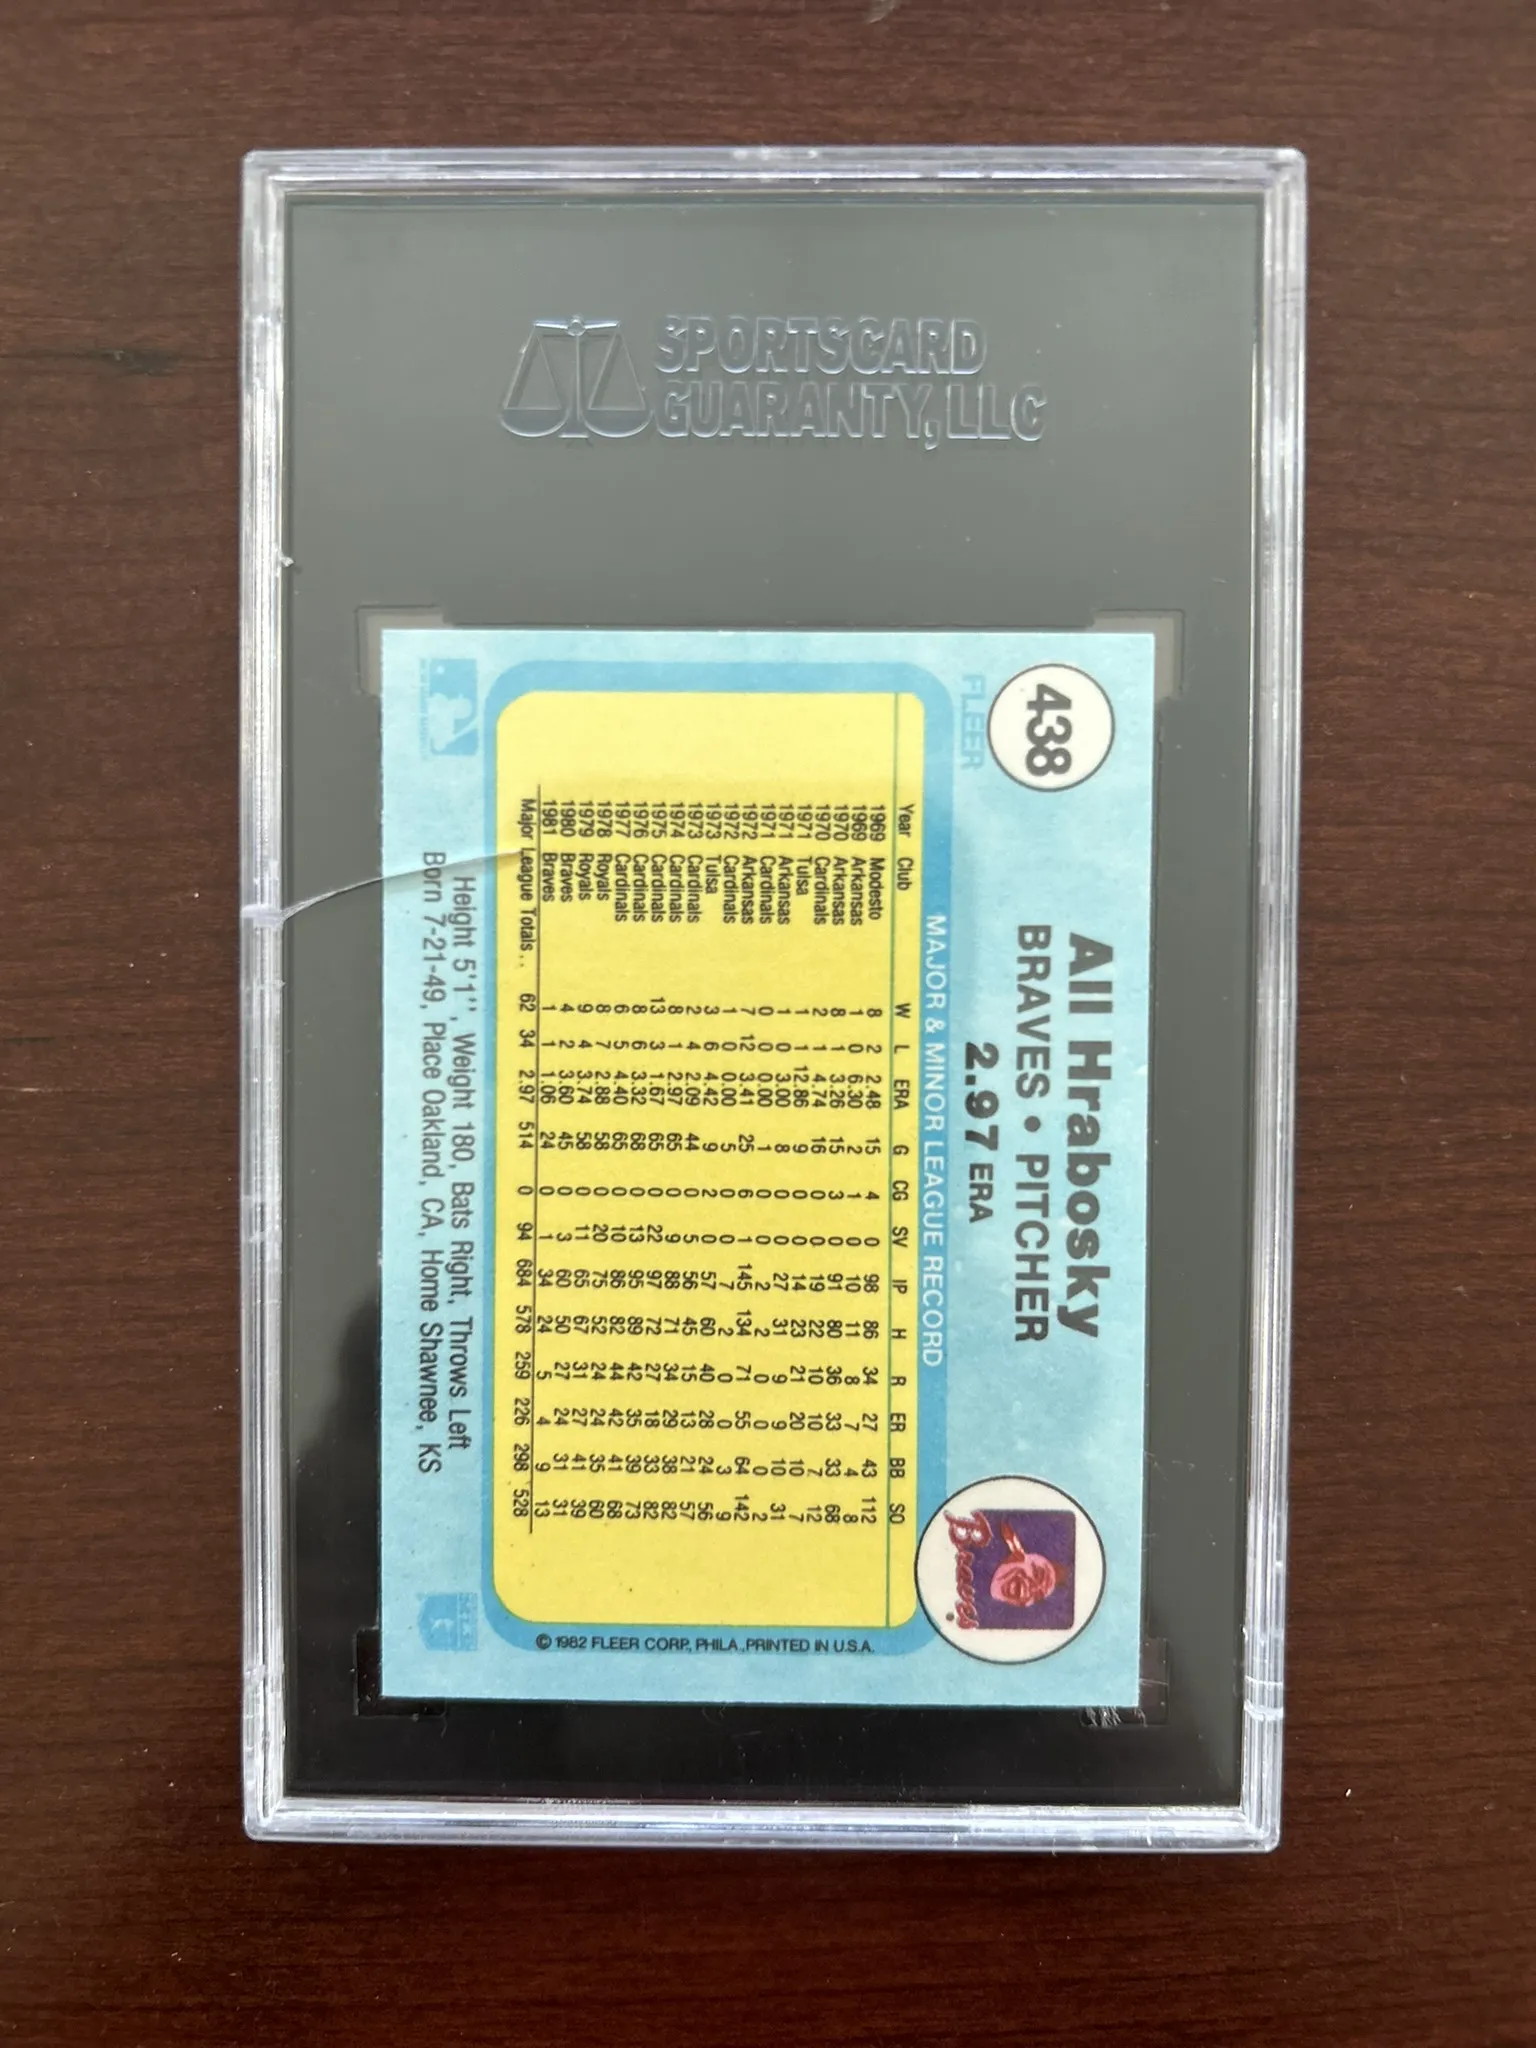 SPORTSCARD
GUARANTY, LLC
438
FLEER
All Hrabosky
BRAVES • PITCHER
2.97 ERA
Braves
MAJOR & MINOR LEAGUE RECORD
Year Club W L ERA G CG SV IP H R ER BB SO
1969 Modesto 8 2 2.48 15 4 0 98 86 34 27 43 112
1969 Arkansas 1 0 6.30 2 1 0 10 11 8 7 4 8
1970 Arkansas 8 1 3.26 15 3 0 91 80 36 33 33 68
1970 Cardinals 2 1 4.74 16 0 0 19 22 10 10 7 12
1971 Tulsa 1 1 12.86 9 0 0 14 23 21 20 10 7
1971 Arkansas 1 0 3.00 8 0 0 27 31 9 9 10 31
1971 Cardinals 0 0 0.00 1 0 0 2 2 0 0 0 2
1972 Arkansas 7 12 3.41 25 6 1 145 134 71 55 64 142
1972 Cardinals 1 0 0.00 5 0 0 7 2 0 0 3 9
1973 Tulsa 3 6 4.42 9 2 0 57 60 40 28 24 56
1973 Cardinals 2 4 2.09 44 0 5 56 45 15 13 21 57
1974 Cardinals 8 1 2.97 65 0 9 88 71 34 29 38 82
1975 Cardinals 13 3 1.67 65 0 22 97 72 27 18 33 82
1976 Cardinals 8 6 3.32 68 0 13 95 89 42 35 39 73
1977 Cardinals 6 5 4.40 65 0 10 86 82 44 42 41 68
1978 Royals 8 7 2.88 58 0 20 75 52 24 24 35 60
1979 Royals 9 4 3.74 58 0 11 65 67 31 27 41 39
1980 Braves 4 2 3.60 45 0 3 60 50 27 24 31 31
1981 Braves 1 1 1.06 24 0 1 34 24 5 4 9 13
Major League Totals.. 62 34 2.97 514 0 94 684 578 259 226 298 528
© 1982 FLEER CORP., PHILA. PRINTED IN U.S.A.
Height 5'1'', Weight 180, Bats Right, Throws Left
Born 7-21-49, Place Oakland, CA, Home Shawnee, KS